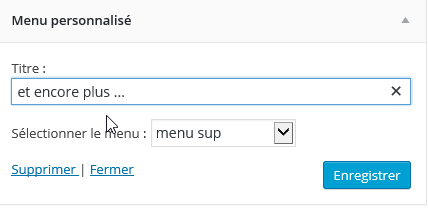 Menu personnalisé
Titre :
et encore plus ...
Sélectionner le menu : menu sup
Supprimer | Fermer Enregistrer